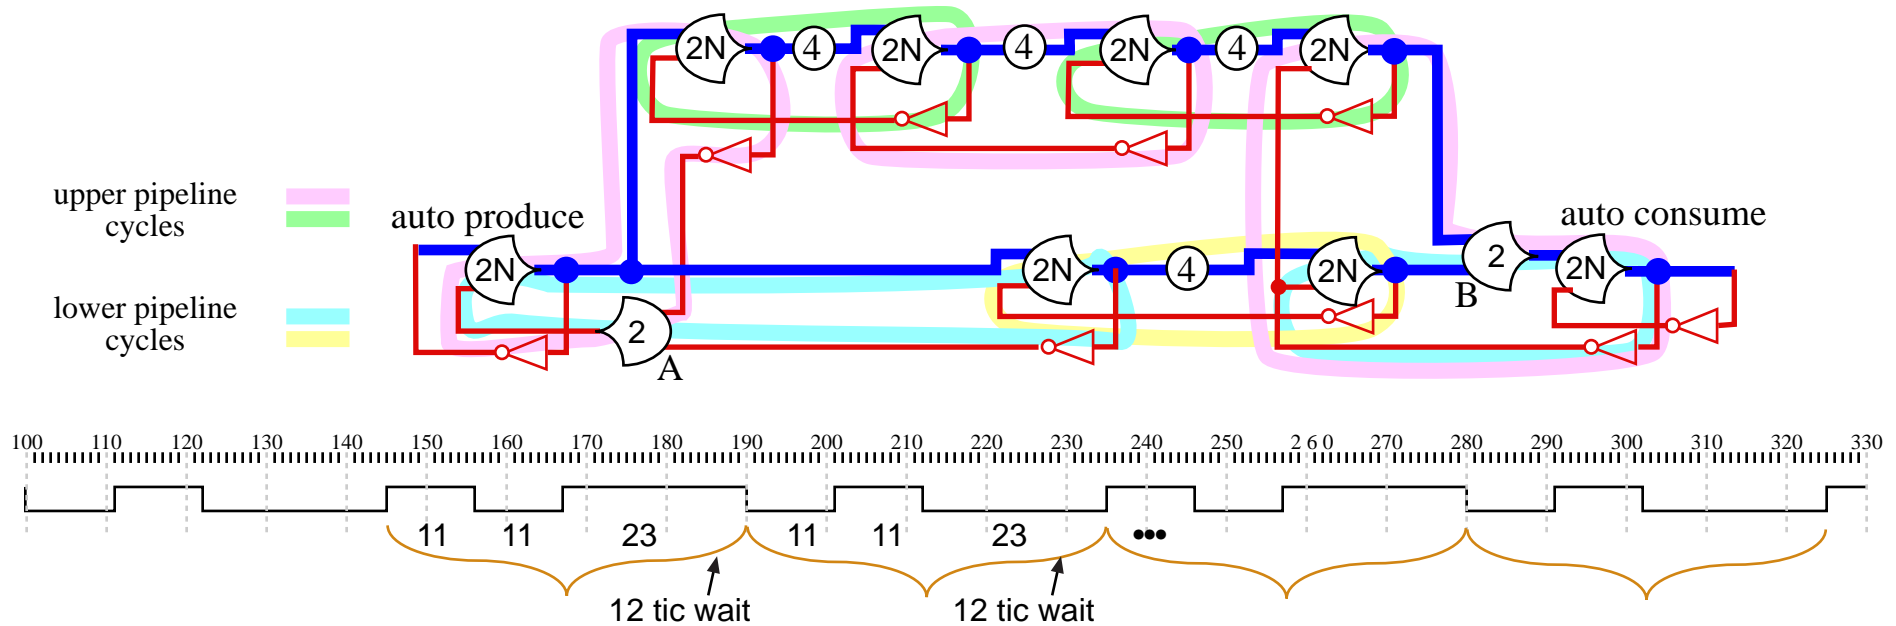 2N 4 2N 4 2N 4 2N
upper pipeline
cycles
auto produce
auto consume
2N 2N 4 2N 2 2N
B
lower pipeline
cycles
2
A
100 110 120 130 140 150 160 170 180 190 200 210 220 230 240 250 2 6 0 270 280 290 300 310 320 330
11 11 23 11 11 23 •••
12 tic wait 12 tic wait